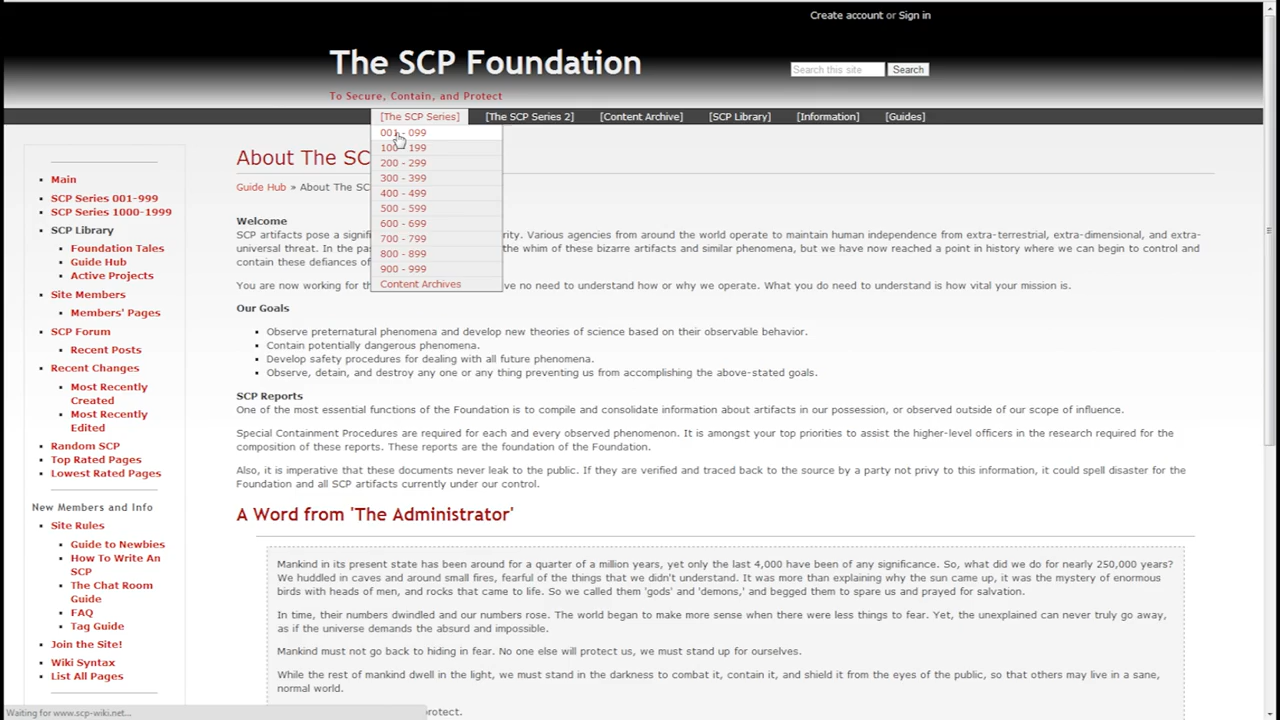 Create account or Sign in
The SCP Foundation
Search this site
Search
To Secure, Contain, and Protect
[The SCP Series]
[The SCP Series 2]
[Content Archive]
[SCP Library]
[Information]
[Guides]
001 - 099
100 - 199
200 - 299
300 - 399
400 - 499
500 - 599
600 - 699
700 - 799
800 - 899
900 - 999
Content Archives
Main
SCP Series 001-999
SCP Series 1000-1999
SCP Library
Foundation Tales
Guide Hub
Active Projects
Site Members
Members' Pages
SCP Forum
Recent Posts
Recent Changes
Most Recently
Created
Most Recently
Edited
Random SCP
Top Rated Pages
Lowest Rated Pages
New Members and Info
Site Rules
Guide to Newbies
How To Write An
SCP
The Chat Room
Guide
FAQ
Tag Guide
Join the Site!
Wiki Syntax
List All Pages
About The SC
Guide Hub » About The SC
Welcome
SCP artifacts pose a signifi rity. Various agencies from around the world operate to maintain human independence from extra-terrestrial, extra-dimensional, and extra-
universal threat. In the pas the whim of these bizarre artifacts and similar phenomena, but we have now reached a point in history where we can begin to control and
contain these defiances of
You are now working for th ve no need to understand how or why we operate. What you do need to understand is how vital your mission is.
Our Goals
Observe preternatural phenomena and develop new theories of science based on their observable behavior.
Contain potentially dangerous phenomena.
Develop safety procedures for dealing with all future phenomena.
Observe, detain, and destroy any one or any thing preventing us from accomplishing the above-stated goals.
SCP Reports
One of the most essential functions of the Foundation is to compile and consolidate information about artifacts in our possession, or observed outside of our scope of influence.
Special Containment Procedures are required for each and every observed phenomenon. It is amongst your top priorities to assist the higher-level officers in the research required for the
composition of these reports. These reports are the foundation of the Foundation.
Also, it is imperative that these documents never leak to the public. If they are verified and traced back to the source by a party not privy to this information, it could spell disaster for the
Foundation and all SCP artifacts currently under our control.
A Word from 'The Administrator'
Mankind in its present state has been around for a quarter of a million years, yet only the last 4,000 have been of any significance. So, what did we do for nearly 250,000 years?
We huddled in caves and around small fires, fearful of the things that we didn't understand. It was more than explaining why the sun came up, it was the mystery of enormous
birds with heads of men, and rocks that came to life. So we called them 'gods' and 'demons,' and begged them to spare us and prayed for salvation.
In time, their numbers dwindled and our numbers rose. The world began to make more sense when there were less things to fear. Yet, the unexplained can never truly go away,
as if the universe demands the absurd and impossible.
Mankind must not go back to hiding in fear. No one else will protect us, we must stand up for ourselves.
While the rest of mankind dwell in the light, we must stand in the darkness to combat it, contain it, and shield it from the eyes of the public, so that others may live in a sane,
normal world.
protect.
Waiting for www.scp-wiki.net...